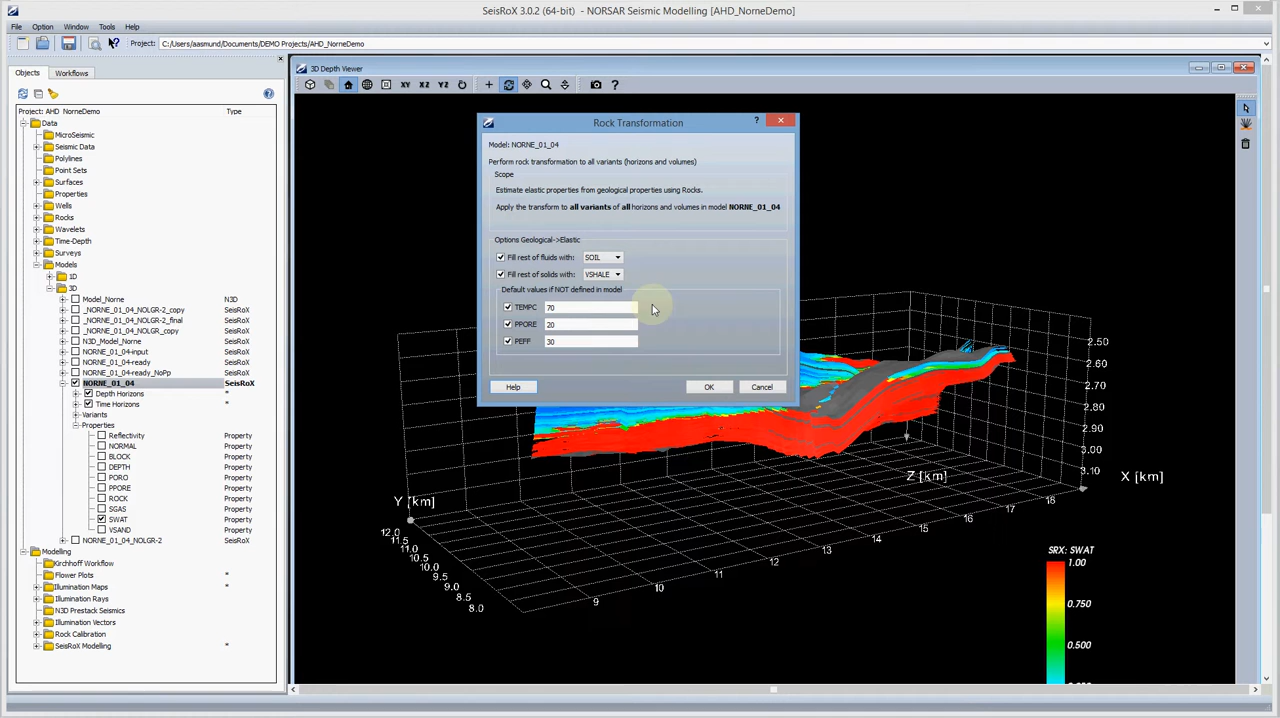 SeisRoX 3.0.2 (64-bit) - NORSAR Seismic Modelling [AHD_NorneDemo]
File Option Window Tools Help
Project: C:/Users/aasmund/Documents/DEMO Projects/AHD_NorneDemo
Objects Workflows
Project: AHD_NorneDemo Type
Data
MicroSeismic
Seismic Data
Polylines
Point Sets
Surfaces
Properties
Wells
Rocks
Wavelets
Time-Depth
Surveys
Models
1D
3D
Model_Norne N3D
_NORNE_01_04_NOLGR-2_copy SeisRoX
_NORNE_01_04_NOLGR-2_final SeisRoX
_NORNE_01_04_NOLGR_copy SeisRoX
N3D_Model_Norne SeisRoX
NORNE_01_04-input SeisRoX
NORNE_01_04-ready SeisRoX
NORNE_01_04-ready_NoPp SeisRoX
NORNE_01_04 SeisRoX
Depth Horizons *
Time Horizons *
Variants
Properties
Reflectivity Property
NORMAL Property
BLOCK Property
DEPTH Property
PORO Property
PPORE Property
ROCK Property
SGAS Property
SWAT Property
VSAND Property
NORNE_01_04_NOLGR-2 SeisRoX
Modelling
Kirchhoff Workflow
Flower Plots *
Illumination Maps *
Illumination Rays
N3D Prestack Seismics
Illumination Vectors
Rock Calibration
SeisRoX Modelling *
3D Depth Viewer
XY XZ YZ
Rock Transformation
Model: NORNE_01_04
Perform rock transformation to all variants (horizons and volumes)
Scope
Estimate elastic properties from geological properties using Rocks.
Apply the transform to all variants of all horizons and volumes in model NORNE_01_04
Options Geological->Elastic
Fill rest of fluids with: SOIL
Fill rest of solids with: VSHALE
Default values if NOT defined in model
TEMPC 70
PPORE 20
PEFF 30
Help OK Cancel
2.50
2.60
2.70
2.80
2.90
3.00
3.10
Y [km]
Z [km]
X [km]
12.0
11.5
11.0
10.5
10.0
9.5
9.0
8.5
8.0
9 10 11 12 13 14 15 16 17 18
SRX: SWAT
1.00
0.750
0.500